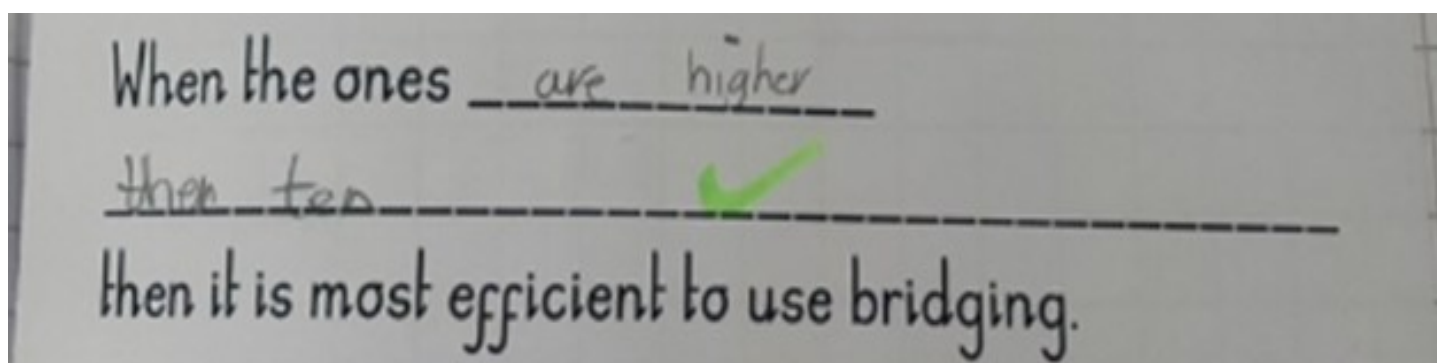 When the ones are higher
then ten
then it is most efficient to use bridging.